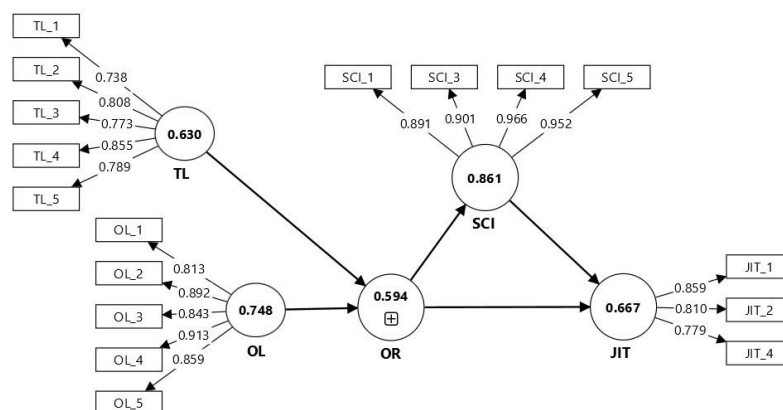 TL_1
TL_2
TL_3
TL_4
TL_5
0.738
0.808
0.773
0.855
0.789
0.630
TL
SCI_1
SCI_3
SCI_4
SCI_5
0.891
0.901
0.966
0.952
0.861
SCI
OL_1
OL_2
OL_3
OL_4
OL_5
0.813
0.892
0.843
0.913
0.859
0.748
OL
0.594
OR
0.667
JIT
0.859
0.810
0.779
JIT_1
JIT_2
JIT_4